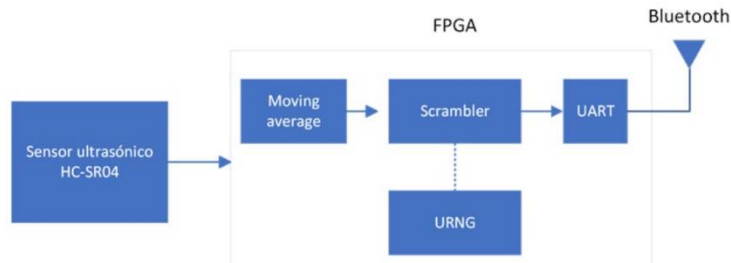 Bluetooth
FPGA
Moving
average
Scrambler
UART
Sensor ultrasónico
HC-SR04
URNG